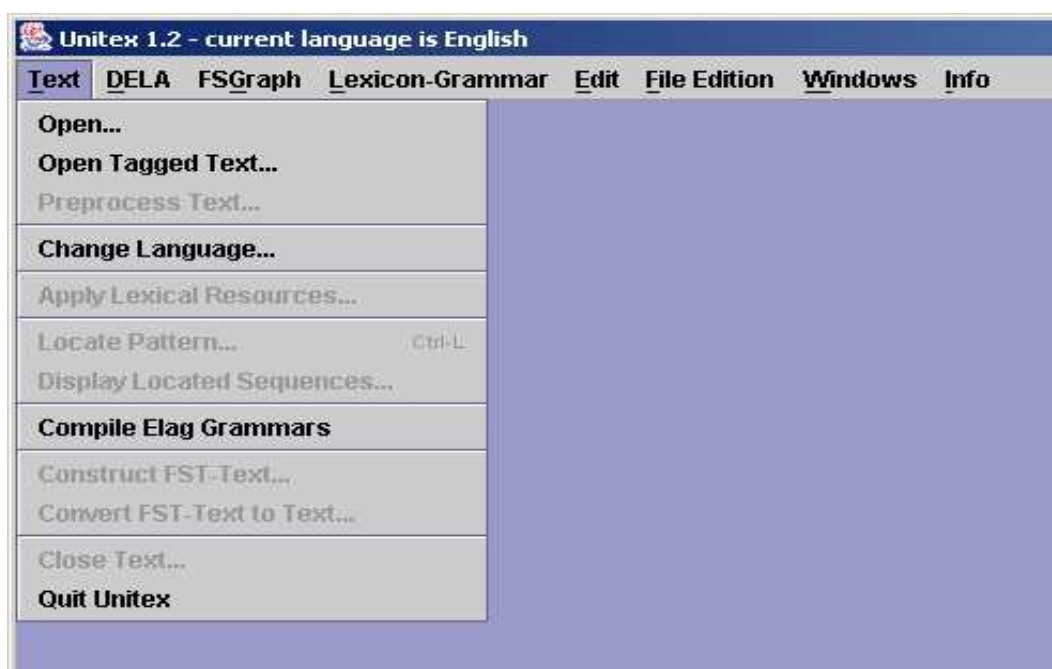 Unitex 1.2 - current language is English
Text DELA FSGraph Lexicon-Grammar Edit File Edition Windows Info
Open...
Open Tagged Text...
Preprocess Text...
Change Language...
Apply Lexical Resources...
Locate Pattern... Ctrl-L
Display Located Sequences...
Compile Elag Grammars
Construct FST-Text...
Convert FST-Text to Text...
Close Text...
Quit Unitex